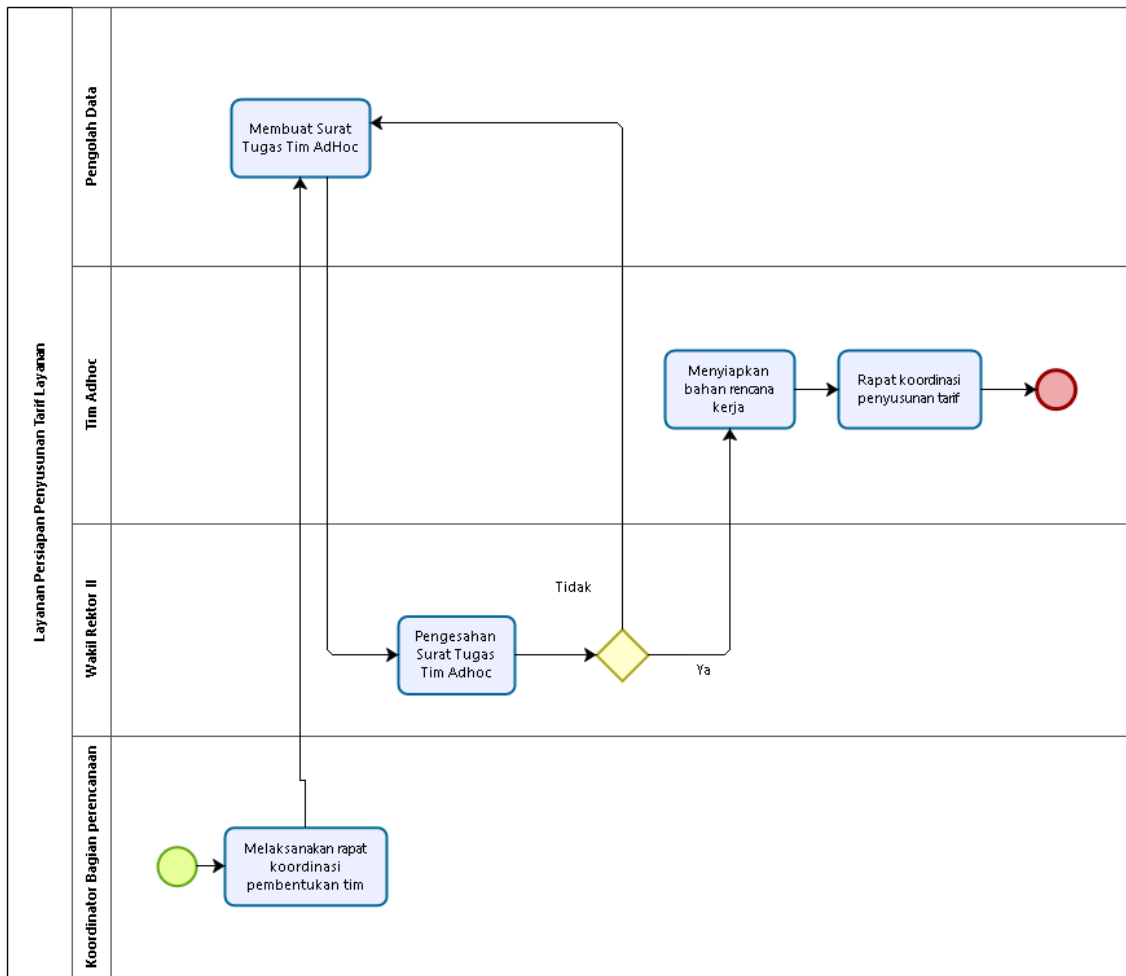 Layanan Persiapan Penyusunan Tarif Layanan
Pengolah Data
Membuat Surat
Tugas Tim AdHoc
Tim Adhoc
Menyiapkan
bahan rencana
kerja
Rapat koordinasi
penyusunan tarif
Wakil Rektor II
Pengesahan
Surat Tugas
Tim Adhoc
Tidak
Ya
Koordinator Bagian perencanaan
Melaksanakan rapat
koordinasi
pembentukan tim